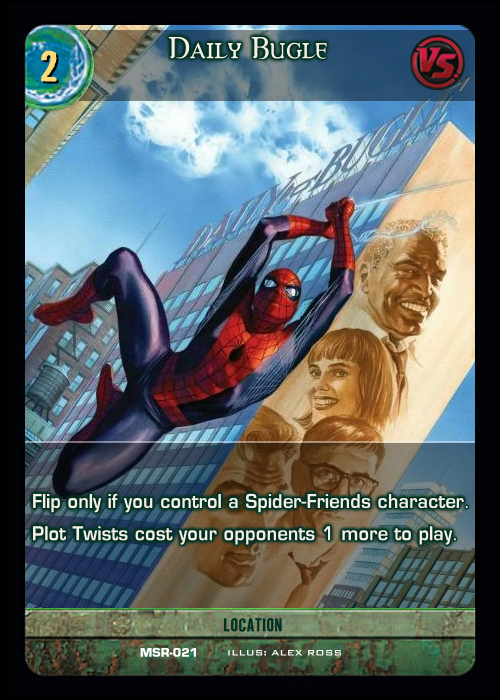 2
Daily Bugle
VS
DAILY BUGLE
Flip only if you control a Spider-Friends character.
Plot Twists cost your opponents 1 more to play.
LOCATION
MSR-021 ILLUS: ALEX ROSS